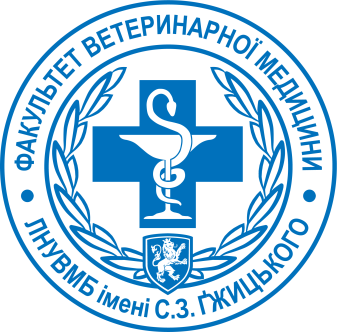 ФАКУЛЬТЕТ ВЕТЕРИНАРНОЇ МЕДИЦИНИ
ЛНУВМБ імені С.З. ҐЖИЦЬКОГО